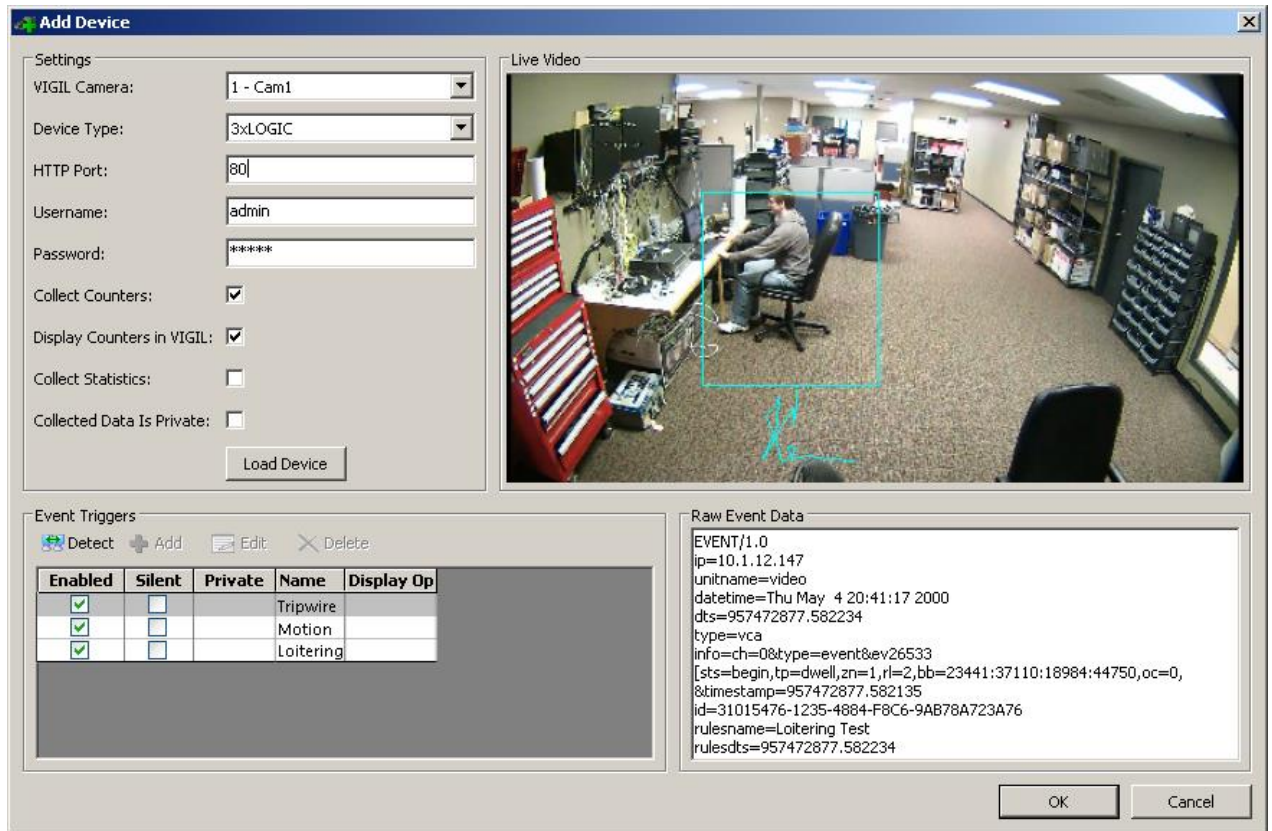 Add Device
Settings
VIGIL Camera: 1 - Cam1
Device Type: 3xLOGIC
HTTP Port: 80
Username: admin
Password: *****
Collect Counters:
Display Counters in VIGIL:
Collect Statistics:
Collected Data Is Private:
Load Device
Live Video
Event Triggers
Detect Add Edit Delete
Enabled Silent Private Name Display Op
Tripwire
Motion
Loitering
Raw Event Data
EVENT/1.0
ip=10.1.12.147
unitname=video
datetime=Thu May  4 20:41:17 2000
dts=957472877.582234
type=vca
info=ch=0&type=event&ev26533
[sts=begin,tp=dwell,zn=1,rl=2,bb=23441:37110:18984:44750,oc=0,
&timestamp=957472877.582135
id=31015476-1235-4884-F8C6-9AB78A723A76
rulesname=Loitering Test
rulesdts=957472877.582234
OK Cancel